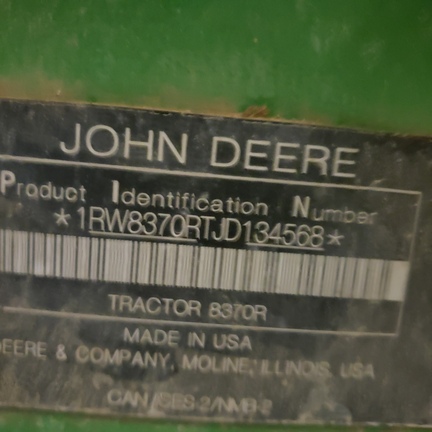 JOHN DEERE
Product Identification Number
*1RW8370RTJD134568*
TRACTOR 8370R
MADE IN USA
DEERE & COMPANY, MOLINE, ILLINOIS USA
CAN ICES-2/NMB-2